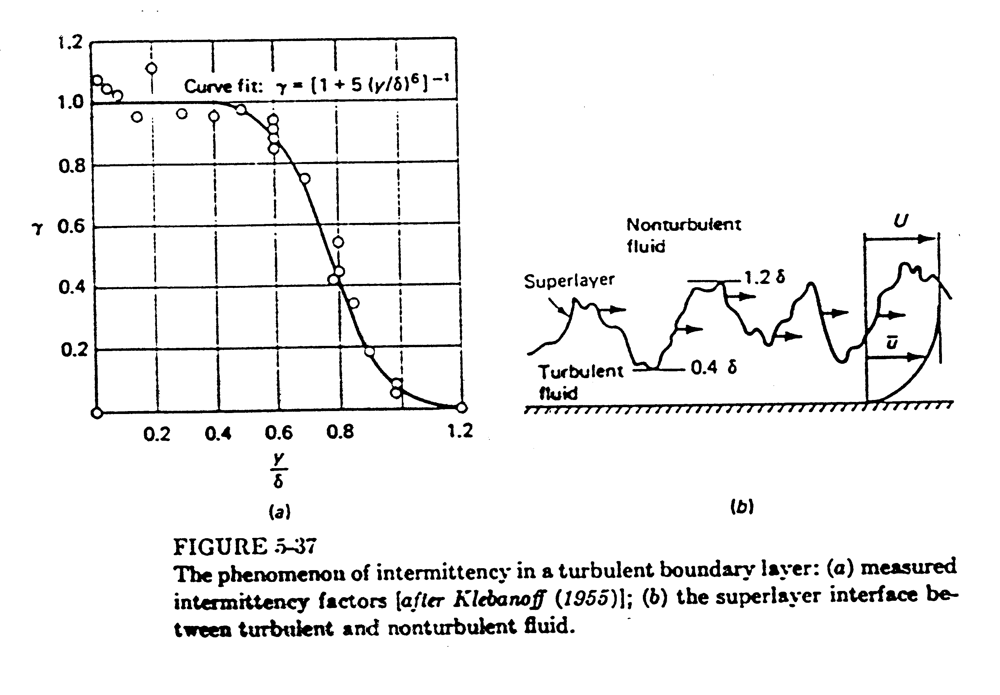 1.2
Curve fit: γ = [1 + 5 (y/δ)⁶]⁻¹
1.0
0.8
γ 0.6
0.4
0.2
0.2 0.4 0.6 0.8 1.2
y
δ
(a)
Nonturbulent
fluid
U
Superlayer
1.2 δ
ū
Turbulent
fluid
0.4 δ
(b)
FIGURE 5-37
The phenomenon of intermittency in a turbulent boundary layer: (a) measured
intermittency factors [after Klebanoff (1955)]; (b) the superlayer interface be-
tween turbulent and nonturbulent fluid.